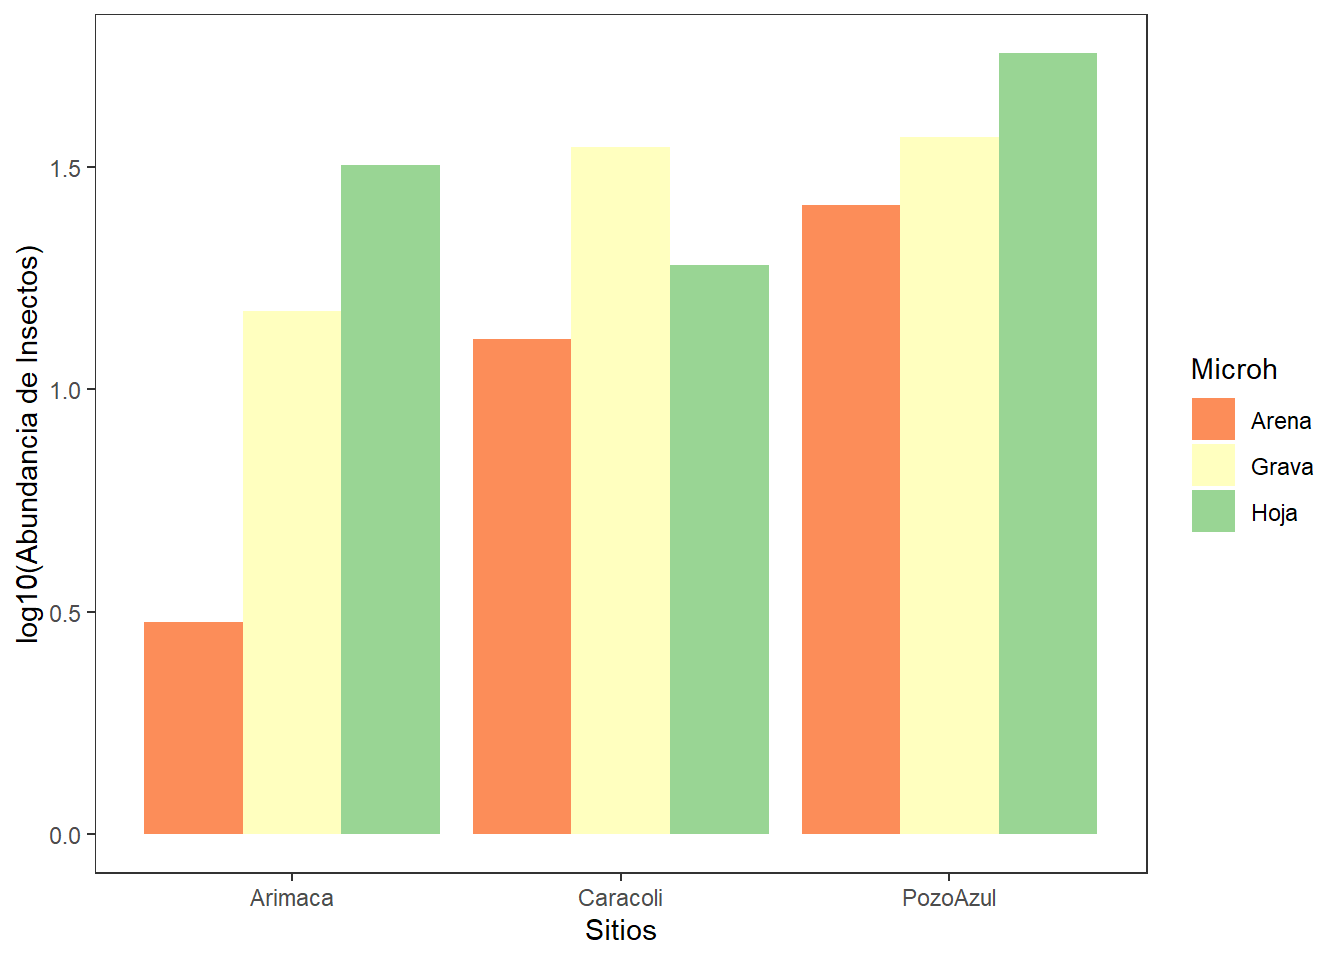 log10(Abundancia de Insectos)
1.5
1.0
0.5
0.0
Arimaca Caracoli PozoAzul
Sitios
Microh
Arena
Grava
Hoja